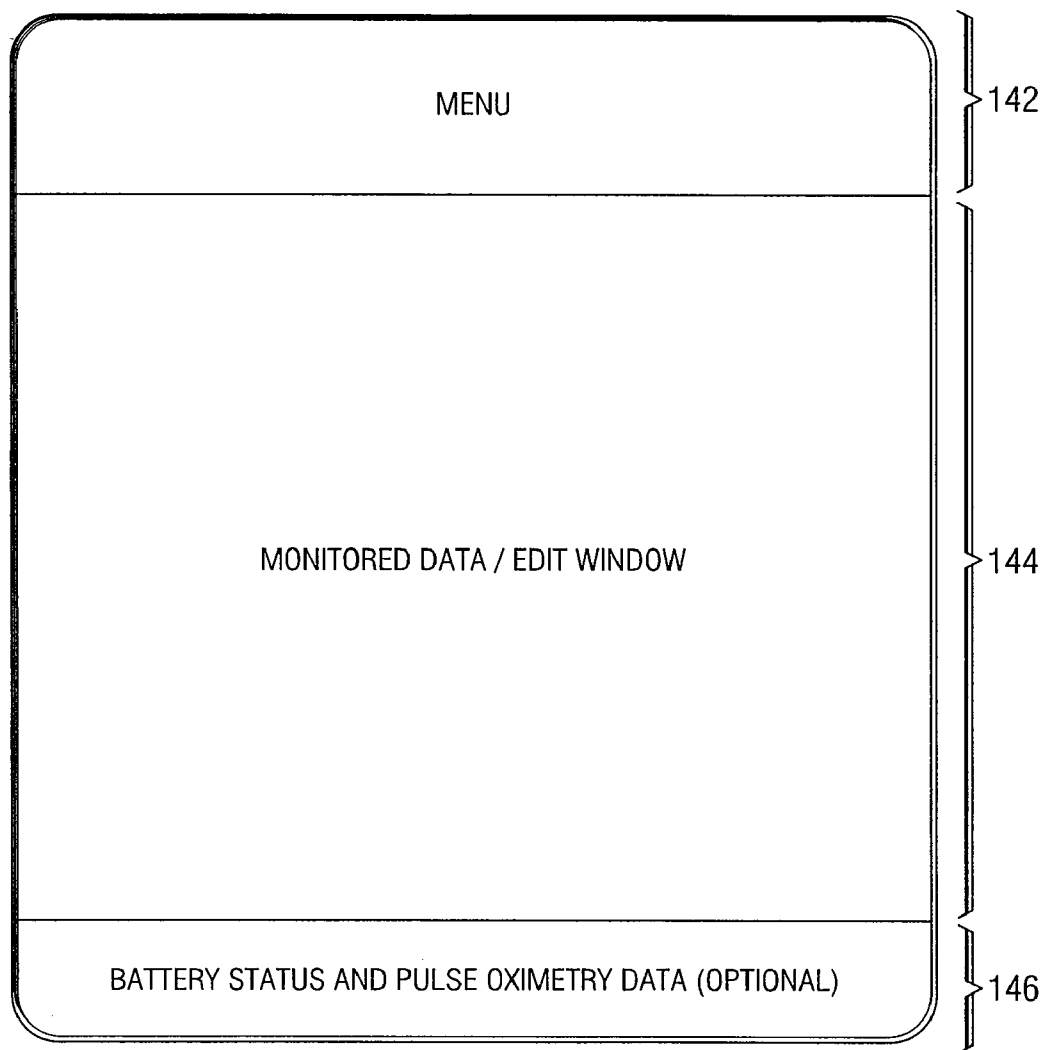 MENU
142
MONITORED DATA / EDIT WINDOW
144
BATTERY STATUS AND PULSE OXIMETRY DATA (OPTIONAL)
146